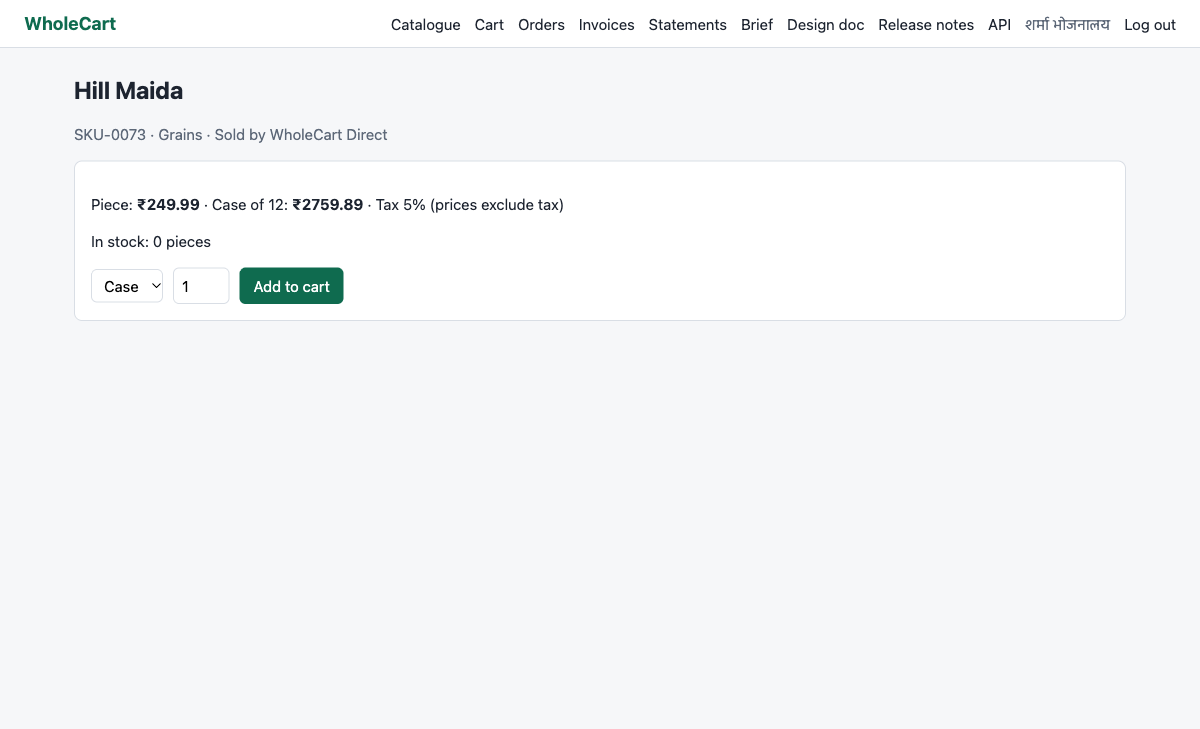 WholeCart
Catalogue Cart Orders Invoices Statements Brief Design doc Release notes API शर्मा भोजनालय Log out
Hill Maida
SKU-0073 · Grains · Sold by WholeCart Direct
Piece: ₹249.99 · Case of 12: ₹2759.89 · Tax 5% (prices exclude tax)
In stock: 0 pieces
Case 1 Add to cart